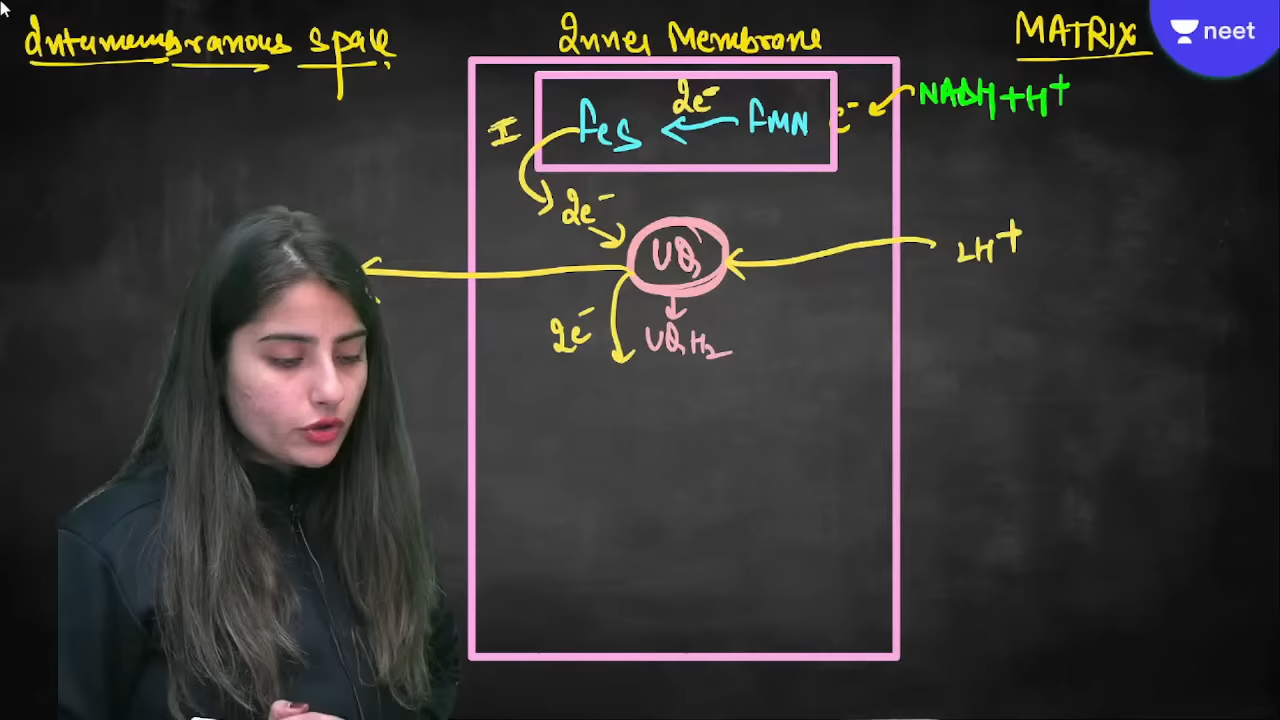 Intermembranous space
Inner Membrane
MATRIX
neet
2e⁻
NADH+H⁺
I
FeS
FMN
e⁻
2e⁻
UQ
2H⁺
2e⁻
UQH₂